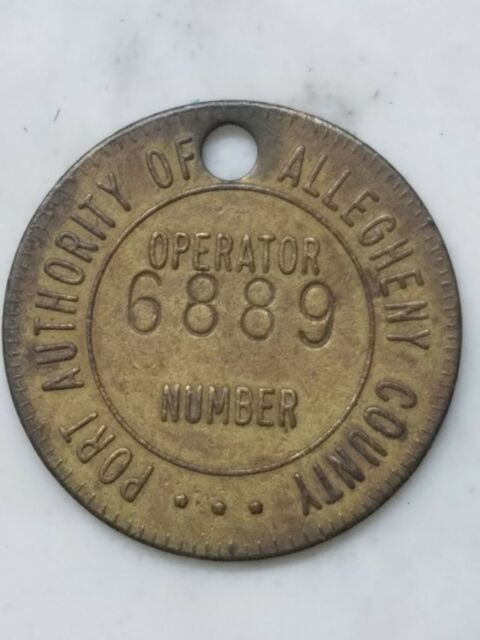 PORT AUTHORITY OF ALLEGHENY COUNTY
OPERATOR
6889
NUMBER